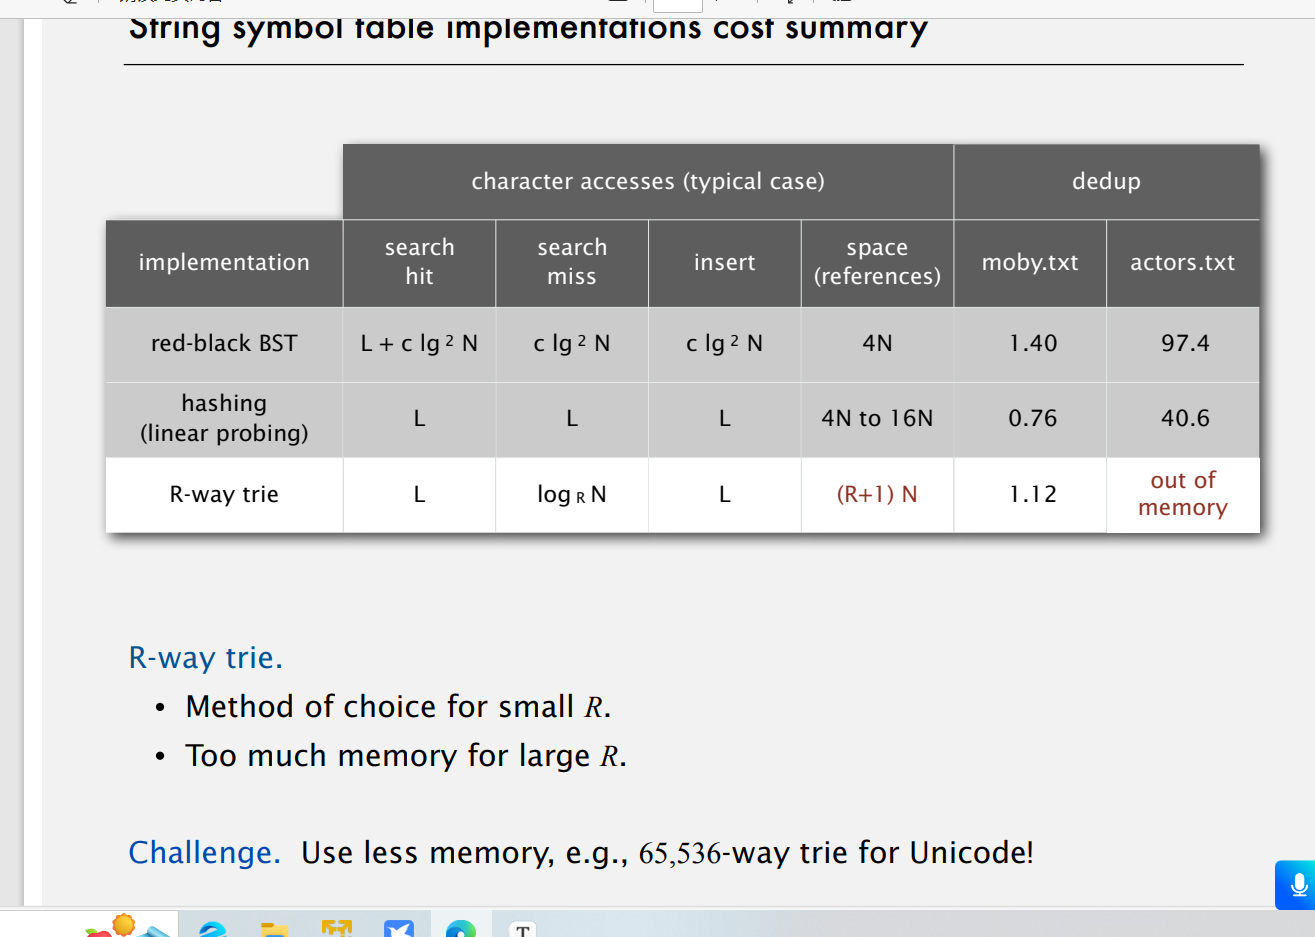 String symbol table implementations cost summary
character accesses (typical case)
dedup
implementation
search
hit
search
miss
insert
space
(references)
moby.txt
actors.txt
red-black BST
L + c lg ² N
c lg ² N
c lg ² N
4N
1.40
97.4
hashing
(linear probing)
L
L
L
4N to 16N
0.76
40.6
R-way trie
L
log R N
L
(R+1) N
1.12
out of
memory
R-way trie.
• Method of choice for small R.
• Too much memory for large R.
Challenge. Use less memory, e.g., 65,536-way trie for Unicode!
T